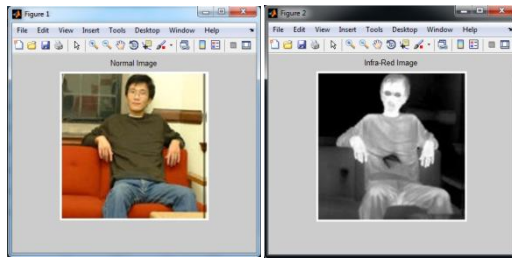 Figure 1
File Edit View Insert Tools Desktop Window Help
Normal Image
Figure 2
File Edit View Insert Tools Desktop Window Help
Infra-Red Image